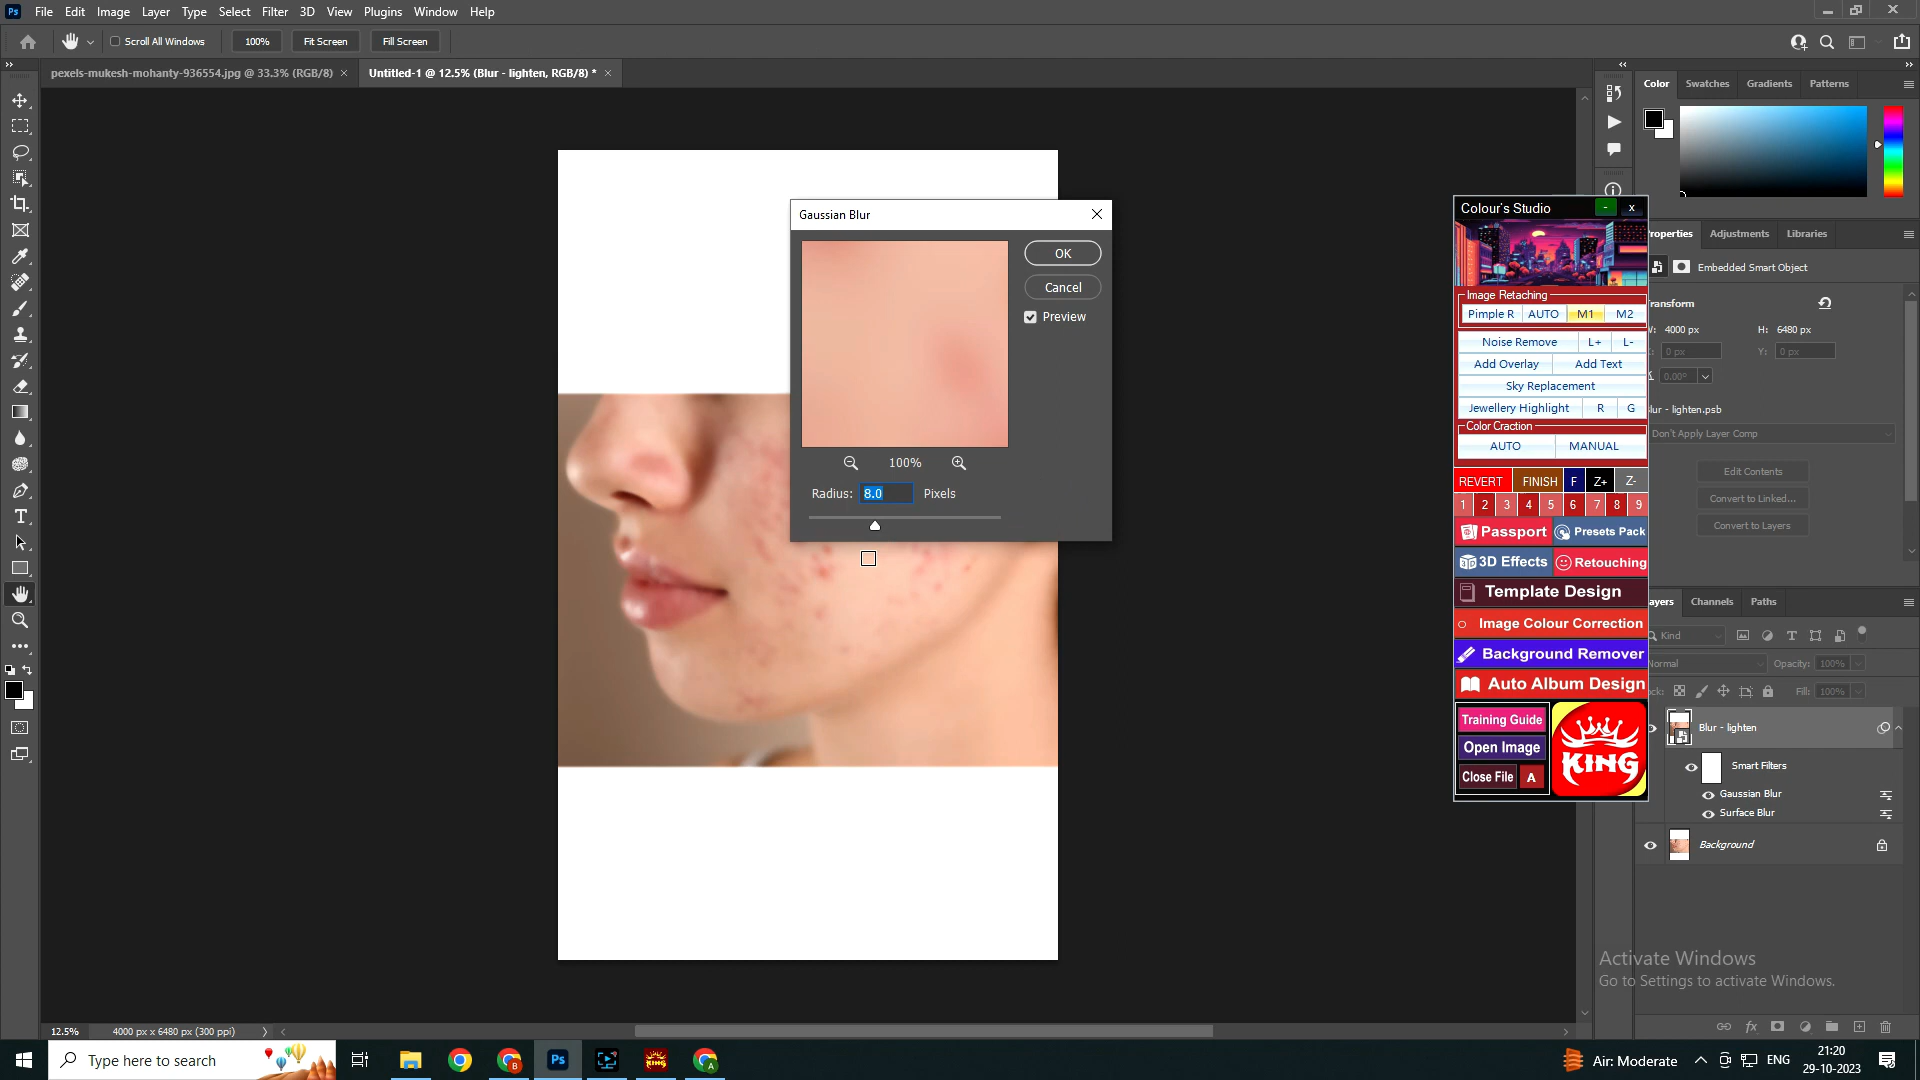 Ps File Edit Image Layer Type Select Filter 3D View Plugins Window Help
Scroll All Windows 100% Fit Screen Fill Screen
pexels-mukesh-mohanty-936554.jpg @ 33.3% (RGB/8) × Untitled-1 @ 12.5% (Blur - lighten, RGB/8) * ×
Color Swatches Gradients Patterns
Gaussian Blur
OK
Cancel
Preview
100%
Radius: 8.0 Pixels
Colour's Studio - x
Image Retaching
Pimple R AUTO M1 M2
Noise Remove L+ L-
Add Overlay Add Text
Sky Replacement
Jewellery Highlight R G
Color Craction
AUTO MANUAL
REVERT FINISH F Z+ Z-
1 2 3 4 5 6 7 8 9
Passport Presets Pack
3D Effects Retouching
Template Design
Image Colour Correction
Background Remover
Auto Album Design
Training Guide
Open Image
Close File A
KING
roperties Adjustments Libraries
Embedded Smart Object
ransform
4000 px H: 6480 px
0 px Y: 0 px
0.00°
lur - lighten.psb
Don't Apply Layer Comp
Edit Contents
Convert to Linked...
Convert to Layers
ayers Channels Paths
Kind
Normal Opacity: 100%
ck: Fill: 100%
Blur - lighten
Smart Filters
Gaussian Blur
Surface Blur
Background
Activate Windows
Go to Settings to activate Windows.
12.5% 4000 px x 6480 px (300 ppi)
Type here to search
Ps
KING
B
A
Air: Moderate
ENG
21:20
29-10-2023